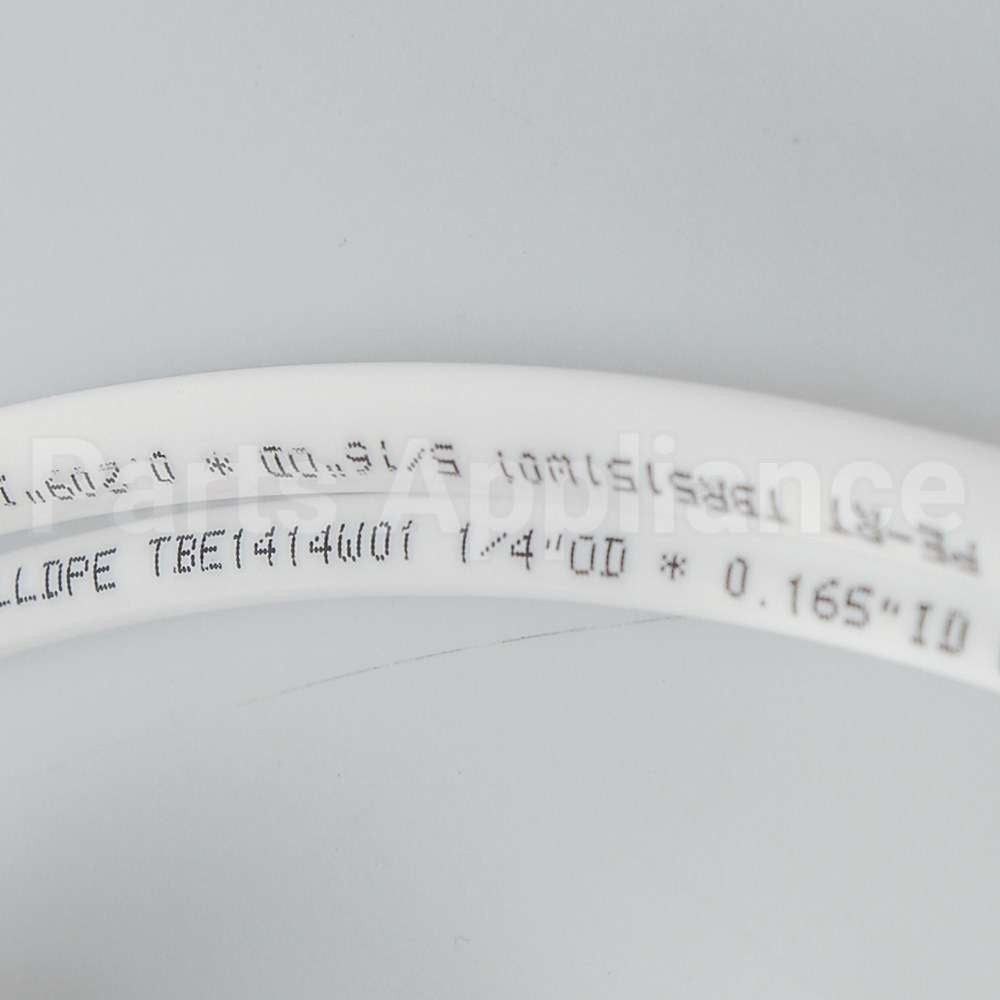 PE-RT TBR5151W01 5/16"OD * 0.209"I
LLDPE TBE1414W01 1/4"OD * 0.165"ID
Parts Appliance